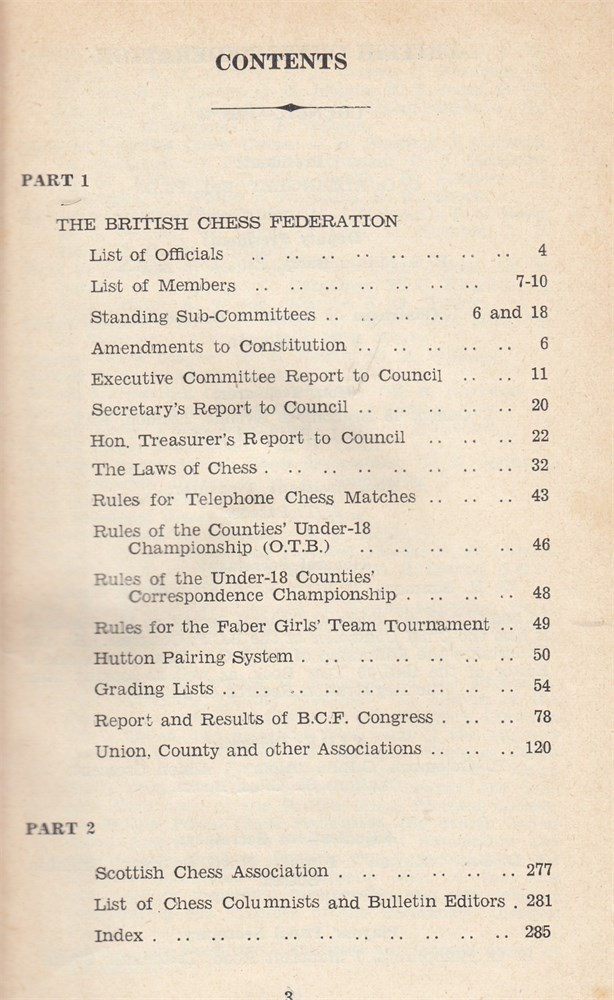 CONTENTS
PART 1
THE BRITISH CHESS FEDERATION
List of Officials .. .. .. .. .. .. .. .. .. 4
List of Members .. .. .. .. .. .. .. .. 7-10
Standing Sub-Committees .. .. .. .. .. 6 and 18
Amendments to Constitution .. .. .. .. .. .. 6
Executive Committee Report to Council .. .. .. 11
Secretary's Report to Council .. .. .. .. .. .. 20
Hon. Treasurer's Report to Council .. .. .. .. 22
The Laws of Chess . .. .. .. .. .. .. .. .. .. 32
Rules for Telephone Chess Matches .. .. .. .. 43
Rules of the Counties' Under-18
Championship (O.T.B.) .. .. .. .. .. .. 46
Rules of the Under-18 Counties'
Correspondence Championship . .. .. .. .. 48
Rules for the Faber Girls' Team Tournament .. 49
Hutton Pairing System . .. .. .. .. .. .. .. 50
Grading Lists .. .. .. .. .. .. .. .. .. .. 54
Report and Results of B.C.F. Congress . .. .. .. 78
Union, County and other Associations .. .. .. .. 120
PART 2
Scottish Chess Association . .. .. .. .. .. .. 277
List of Chess Columnists and Bulletin Editors . 281
Index . .. .. .. .. .. .. .. .. .. .. .. .. 285
3